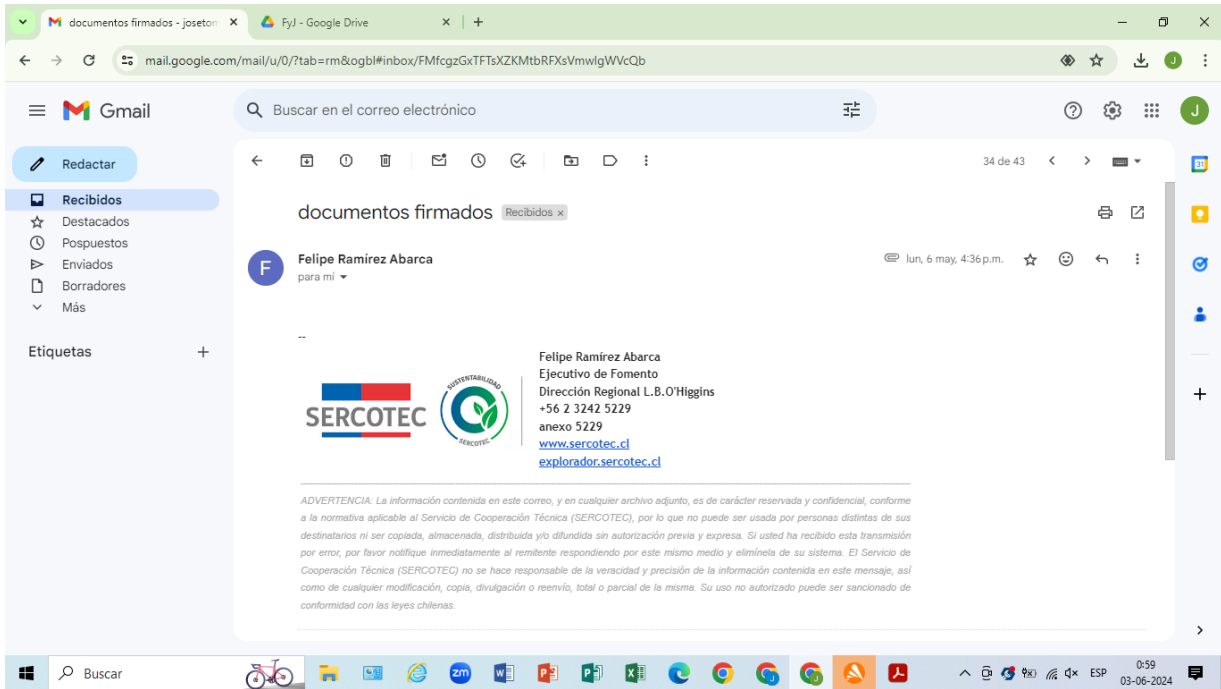 documentos firmados - josetom
FyJ - Google Drive
mail.google.com/mail/u/0/?tab=rm&ogbl#inbox/FMfcgzGxTFTsXZKMtbRFXsVmwlgWVcQb
J
Gmail
Buscar en el correo electrónico
J
Redactar
34 de 43
31
Recibidos
Destacados
Pospuestos
Enviados
Borradores
Más
Etiquetas
documentos firmados Recibidos x
F
Felipe Ramírez Abarca
lun, 6 may, 4:36 p.m.
para mí
--
Felipe Ramírez Abarca
Ejecutivo de Fomento
Dirección Regional L.B.O'Higgins
+56 2 3242 5229
anexo 5229
www.sercotec.cl
explorador.sercotec.cl
SERCOTEC
SUSTENTABILIDAD
SERCOTEC
ADVERTENCIA: La información contenida en este correo, y en cualquier archivo adjunto, es de carácter reservada y confidencial, conforme
a la normativa aplicable al Servicio de Cooperación Técnica (SERCOTEC), por lo que no puede ser usada por personas distintas de sus
destinatarios ni ser copiada, almacenada, distribuida y/o difundida sin autorización previa y expresa. Si usted ha recibido esta transmisión
por error, por favor notifique inmediatamente al remitente respondiendo por este mismo medio y elimínela de su sistema. El Servicio de
Cooperación Técnica (SERCOTEC) no se hace responsable de la veracidad y precisión de la información contenida en este mensaje, así
como de cualquier modificación, copia, divulgación o reenvío, total o parcial de la misma. Su uso no autorizado puede ser sancionado de
conformidad con las leyes chilenas.
Buscar
zm
ESP
0:59
03-06-2024